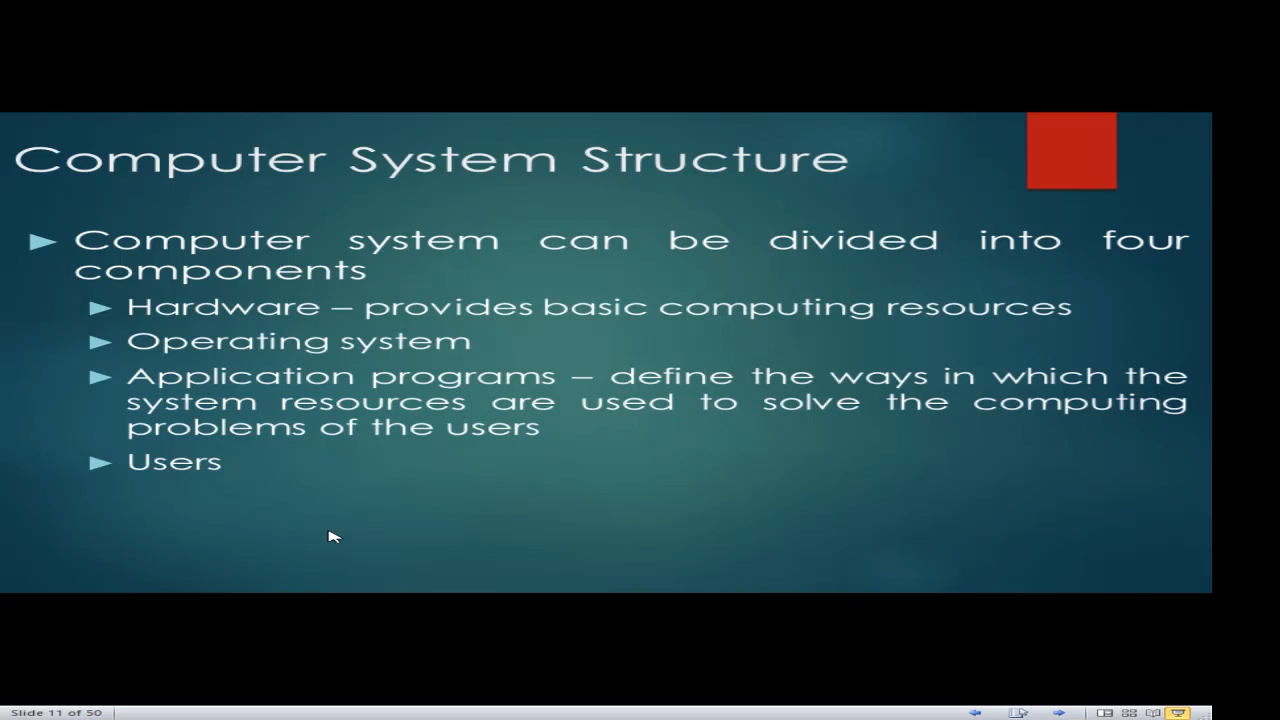 Computer System Structure
Computer system can be divided into four
components
Hardware – provides basic computing resources
Operating system
Application programs – define the ways in which the
system resources are used to solve the computing
problems of the users
Users
Slide 11 of 50